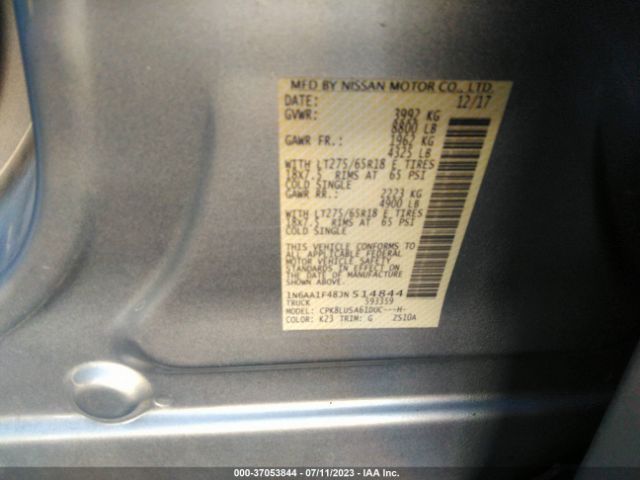 MFD BY NISSAN MOTOR CO., LTD.
DATE: 12/17
GVWR: 3992 KG
8800 LB
GAWR FR.: 1962 KG
4325 LB
WITH LT275/65R18 E TIRES
18X7.5 RIMS AT 65 PSI
COLD SINGLE
GAWR RR.: 2223 KG
4900 LB
WITH LT275/65R18 E TIRES
18X7.5 RIMS AT 65 PSI
COLD SINGLE
THIS VEHICLE CONFORMS TO
ALL APPLICABLE FEDERAL
MOTOR VEHICLE SAFETY
STANDARDS IN EFFECT ON
THE DATE OF MANUFACTURE
SHOWN ABOVE.
1N6AA1F48JN514844
TRUCK 593359
MODEL: CPK8LUSA61DUC---H-
COLOR: K23 TRIM: G 2S10A
000-37053844 / 07/11/2023 / IAA Inc.